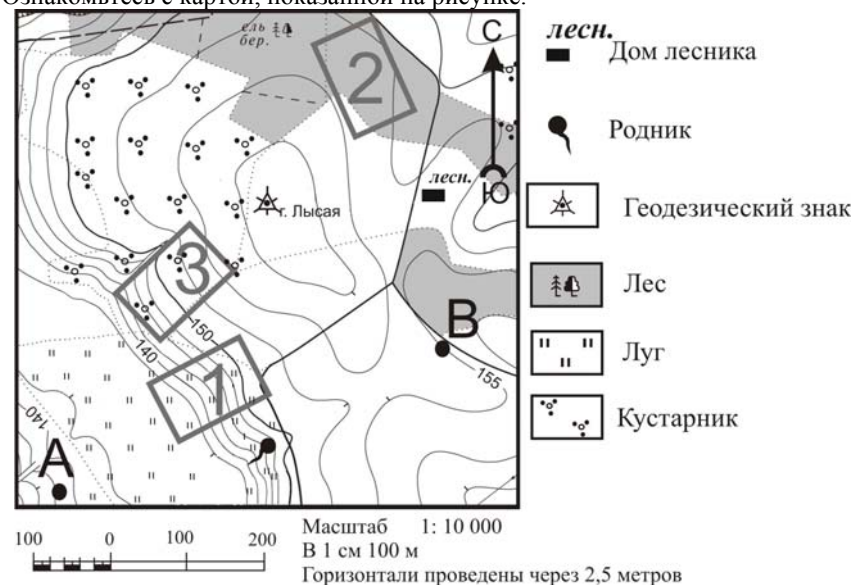 Ознакомьтесь с картой, показанной на рисунке.
ель
бер.
2
С
Ю
лесн.
г. Лысая
3
150
140
1
В
155
140
А
лесн.
Дом лесника
Родник
Геодезический знак
Лес
Луг
Кустарник
100 0 100 200
Масштаб 1: 10 000
В 1 см 100 м
Горизонтали проведены через 2,5 метров